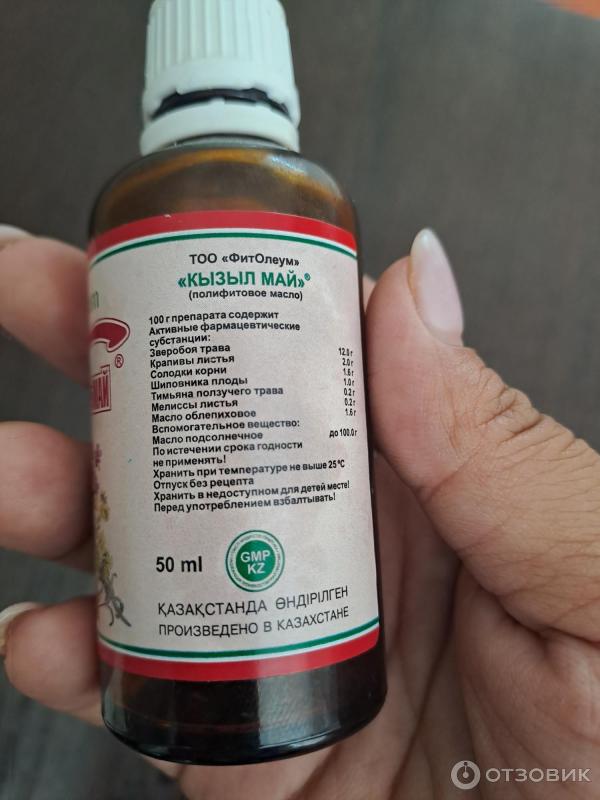 ТОО «ФитОлеум»
«КЫЗЫЛ МАЙ»®
(полифитовое масло)
100 г препарата содержит
Активные фармацевтические
субстанции:
Зверобоя трава 12.0 г
Крапивы листья 2.0 г
Солодки корни 1.6 г
Шиповника плоды 1.0 г
Тимьяна ползучего трава 0.2 г
Мелиссы листья 0.2 г
Масло облепиховое 1.6 г
Вспомогательное вещество:
Масло подсолнечное до 100.0 г
По истечении срока годности
не применять!
Хранить при температуре не выше 25 °C
Отпуск без рецепта
Хранить в недоступном для детей месте!
Перед употреблением взбалтывать!
50 ml
GMP
KZ
ҚАЗАҚСТАНДА ӨНДІРІЛГЕН
ПРОИЗВЕДЕНО В КАЗАХСТАНЕ
МАЙ®
ОТЗОВИК